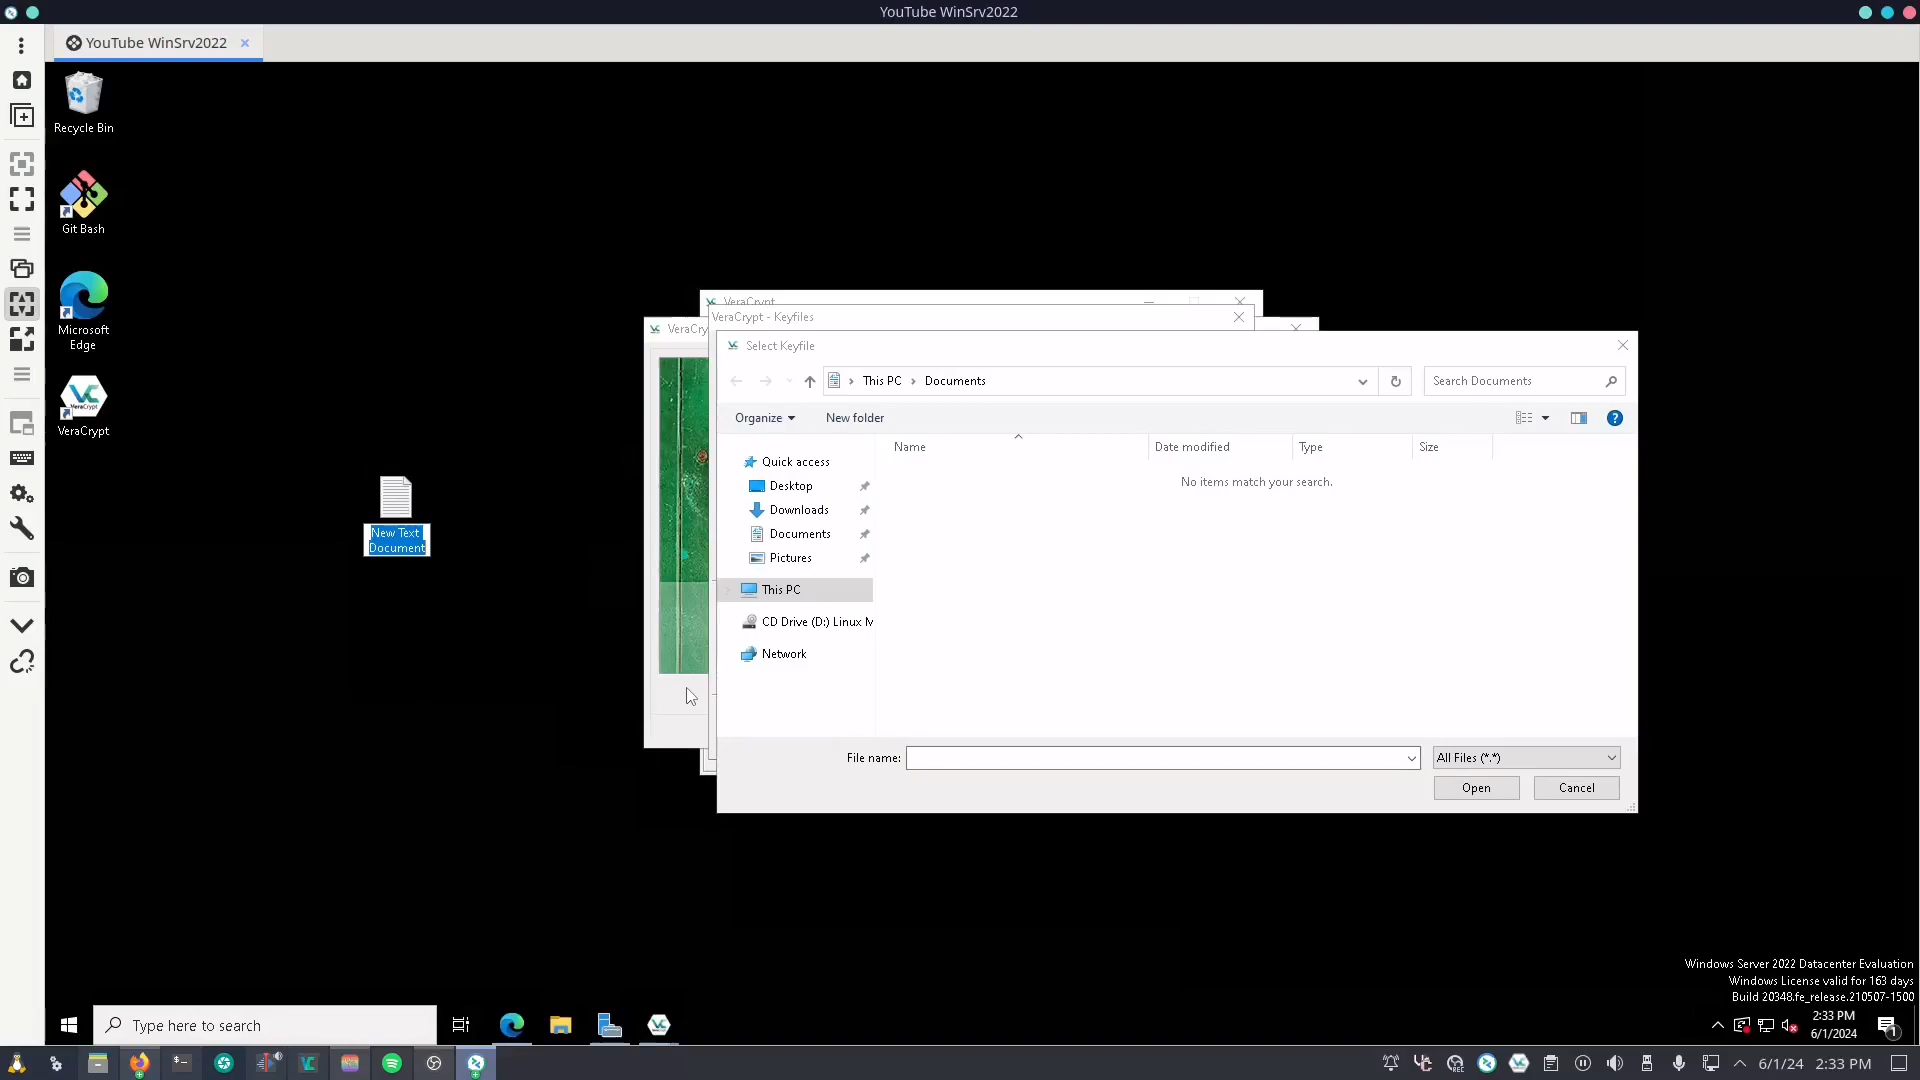 YouTube WinSrv2022
YouTube WinSrv2022
Recycle Bin
Git Bash
Microsoft
Edge
VeraCrypt
New Text
Document
VeraCrypt
VeraCrypt - Keyfiles
VeraCry
Select Keyfile
This PC
Documents
Search Documents
Organize
New folder
Name
Date modified
Type
Size
No items match your search.
Quick access
Desktop
Downloads
Documents
Pictures
This PC
CD Drive (D:) Linux M
Network
File name:
All Files (*.*)
Open
Cancel
Windows Server 2022 Datacenter Evaluation
Windows License valid for 163 days
Build 20348.fe_release.210507-1500
Type here to search
2:33 PM
6/1/2024
1
6/1/24 2:33 PM